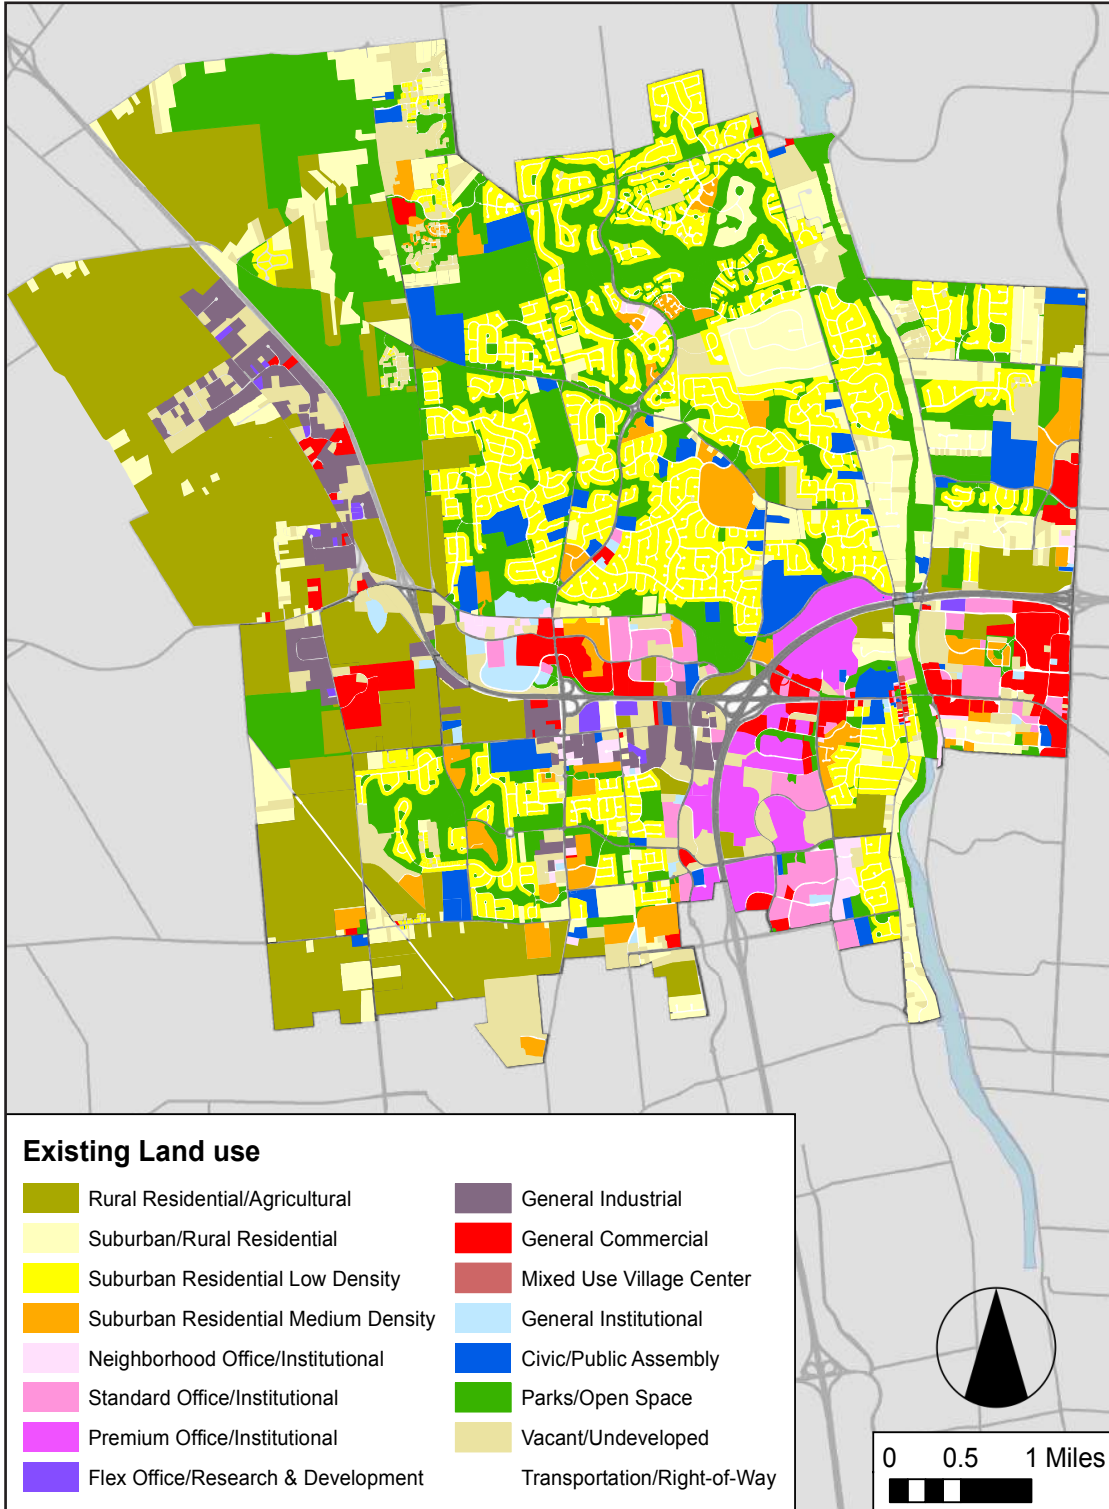 Existing Land use
Rural Residential/Agricultural
Suburban/Rural Residential
Suburban Residential Low Density
Suburban Residential Medium Density
Neighborhood Office/Institutional
Standard Office/Institutional
Premium Office/Institutional
Flex Office/Research & Development
General Industrial
General Commercial
Mixed Use Village Center
General Institutional
Civic/Public Assembly
Parks/Open Space
Vacant/Undeveloped
Transportation/Right-of-Way
0 0.5 1 Miles